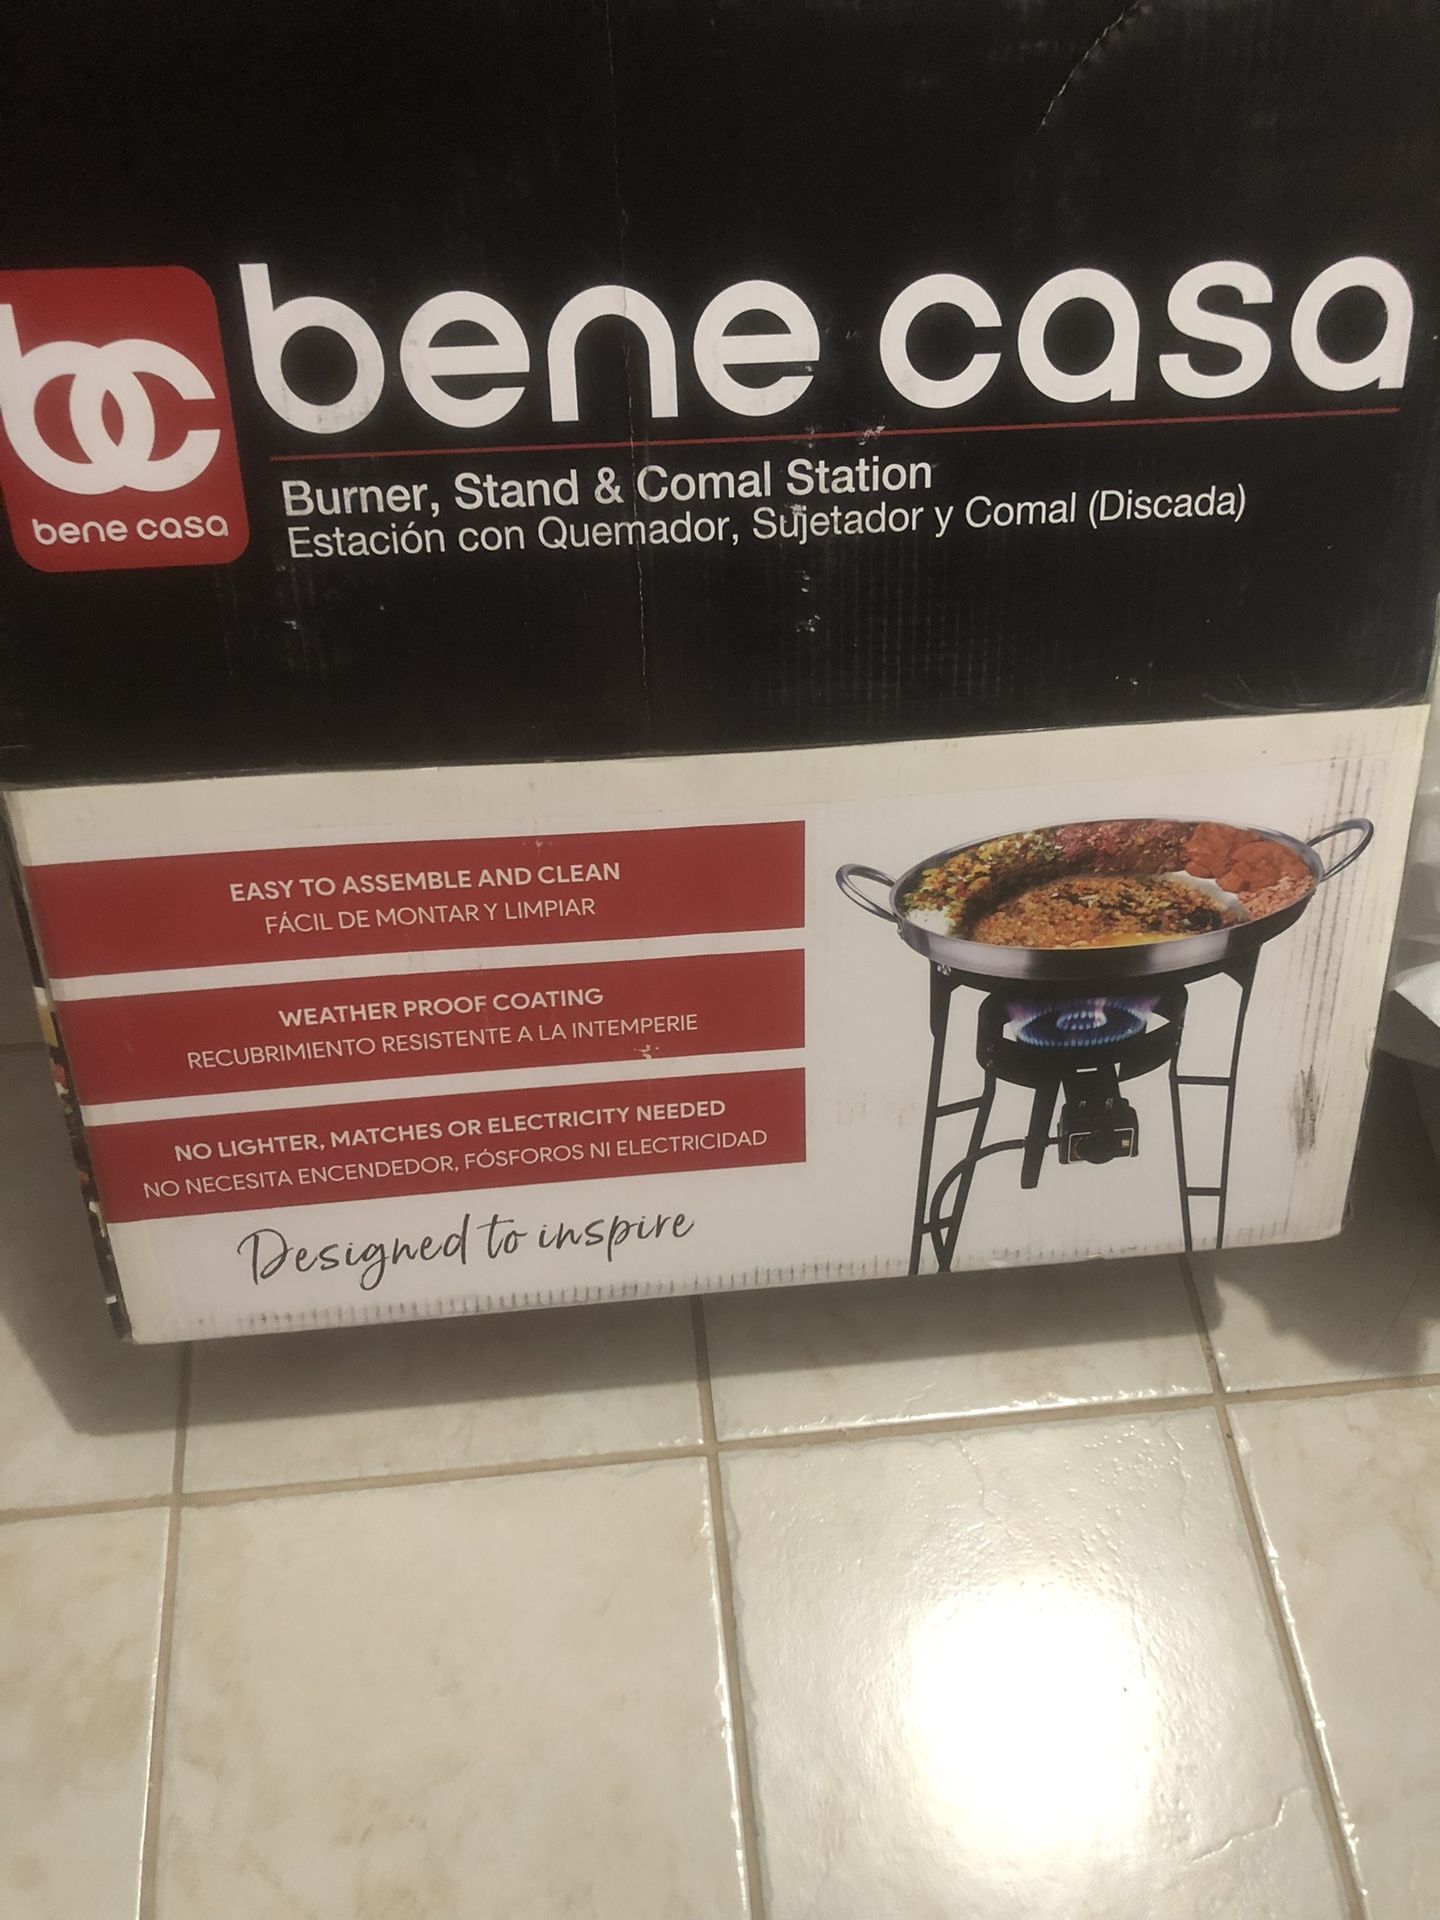 bc bene casa
bene casa
Burner, Stand & Comal Station
Estación con Quemador, Sujetador y Comal (Discada)
EASY TO ASSEMBLE AND CLEAN
FÁCIL DE MONTAR Y LIMPIAR
WEATHER PROOF COATING
RECUBRIMIENTO RESISTENTE A LA INTEMPERIE
NO LIGHTER, MATCHES OR ELECTRICITY NEEDED
NO NECESITA ENCENDEDOR, FÓSFOROS NI ELECTRICIDAD
Designed to inspire